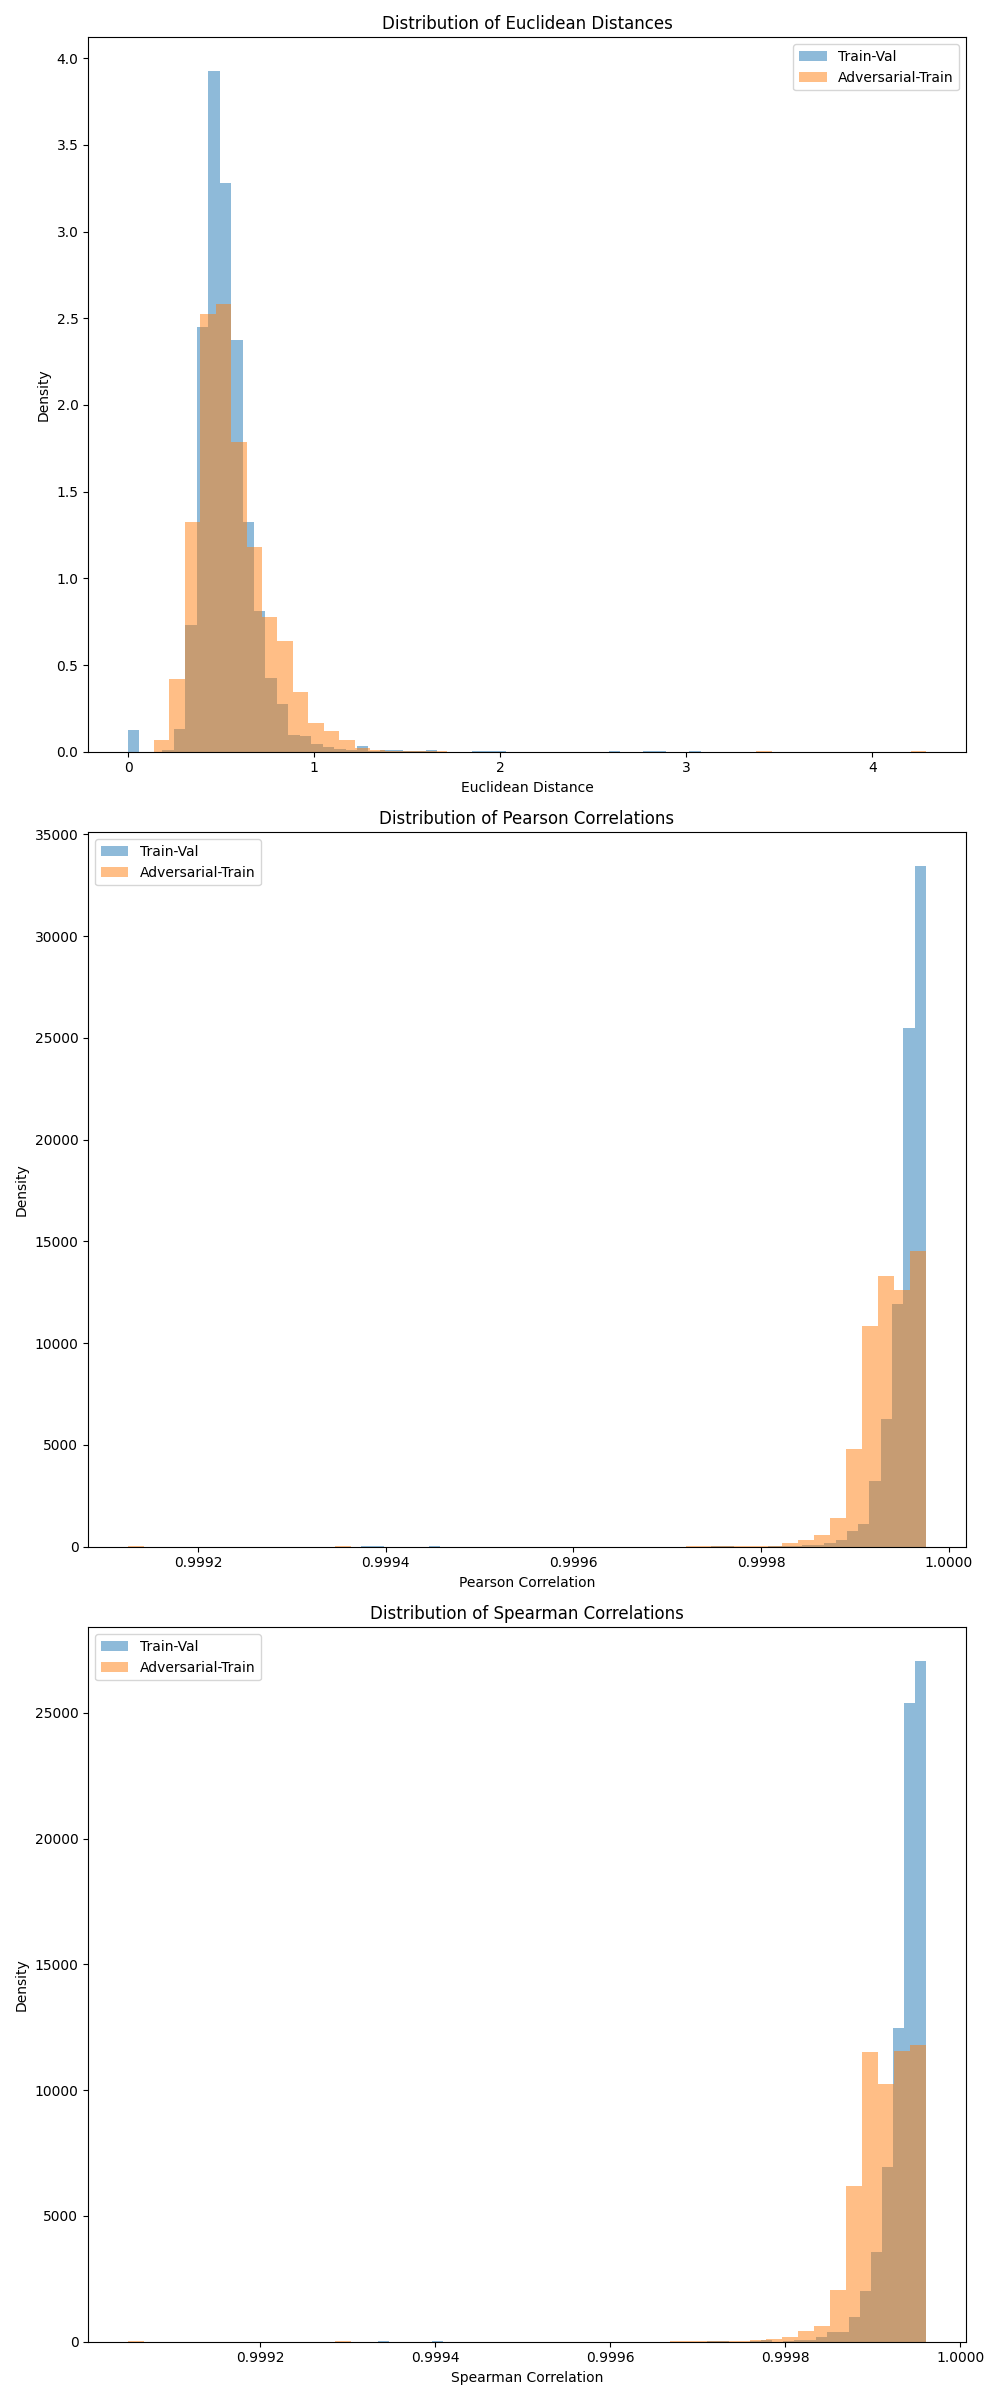 Distribution of Euclidean Distances
Train-Val
Adversarial-Train
4.0
3.5
3.0
2.5
2.0
1.5
1.0
0.5
0.0
Density
0 1 2 3 4
Euclidean Distance
Distribution of Pearson Correlations
Train-Val
Adversarial-Train
35000
30000
25000
20000
15000
10000
5000
0
Density
0.9992 0.9994 0.9996 0.9998 1.0000
Pearson Correlation
Distribution of Spearman Correlations
Train-Val
Adversarial-Train
25000
20000
15000
10000
5000
0
Density
0.9992 0.9994 0.9996 0.9998 1.0000
Spearman Correlation